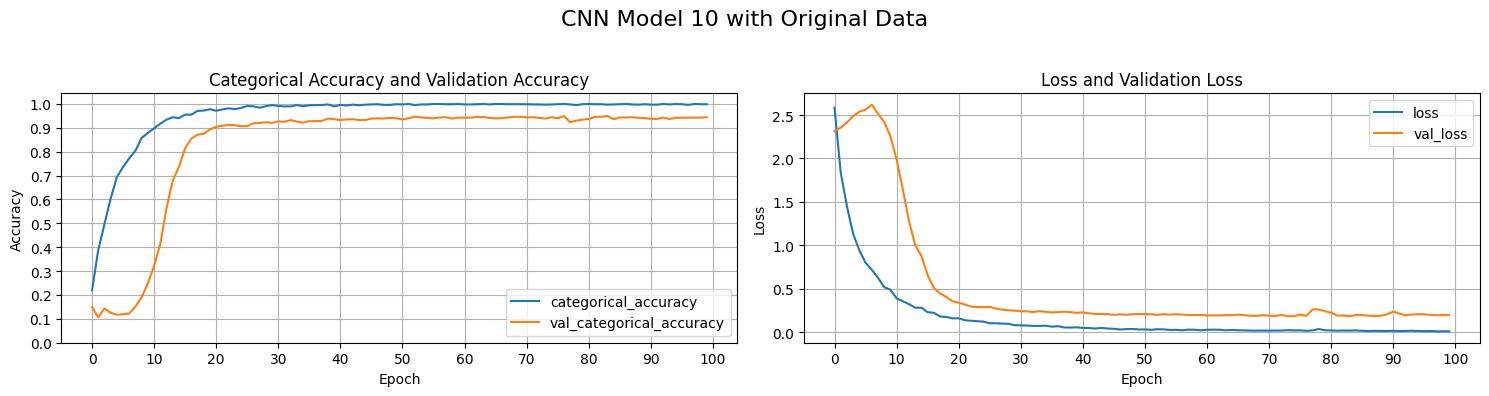 CNN Model 10 with Original Data
Categorical Accuracy and Validation Accuracy
1.0
0.9
0.8
0.7
0.6
0.5
0.4
0.3
0.2
0.1
0.0
Accuracy
categorical_accuracy
val_categorical_accuracy
0 10 20 30 40 50 60 70 80 90 100
Epoch
Loss and Validation Loss
2.5
2.0
1.5
1.0
0.5
0.0
Loss
loss
val_loss
0 10 20 30 40 50 60 70 80 90 100
Epoch